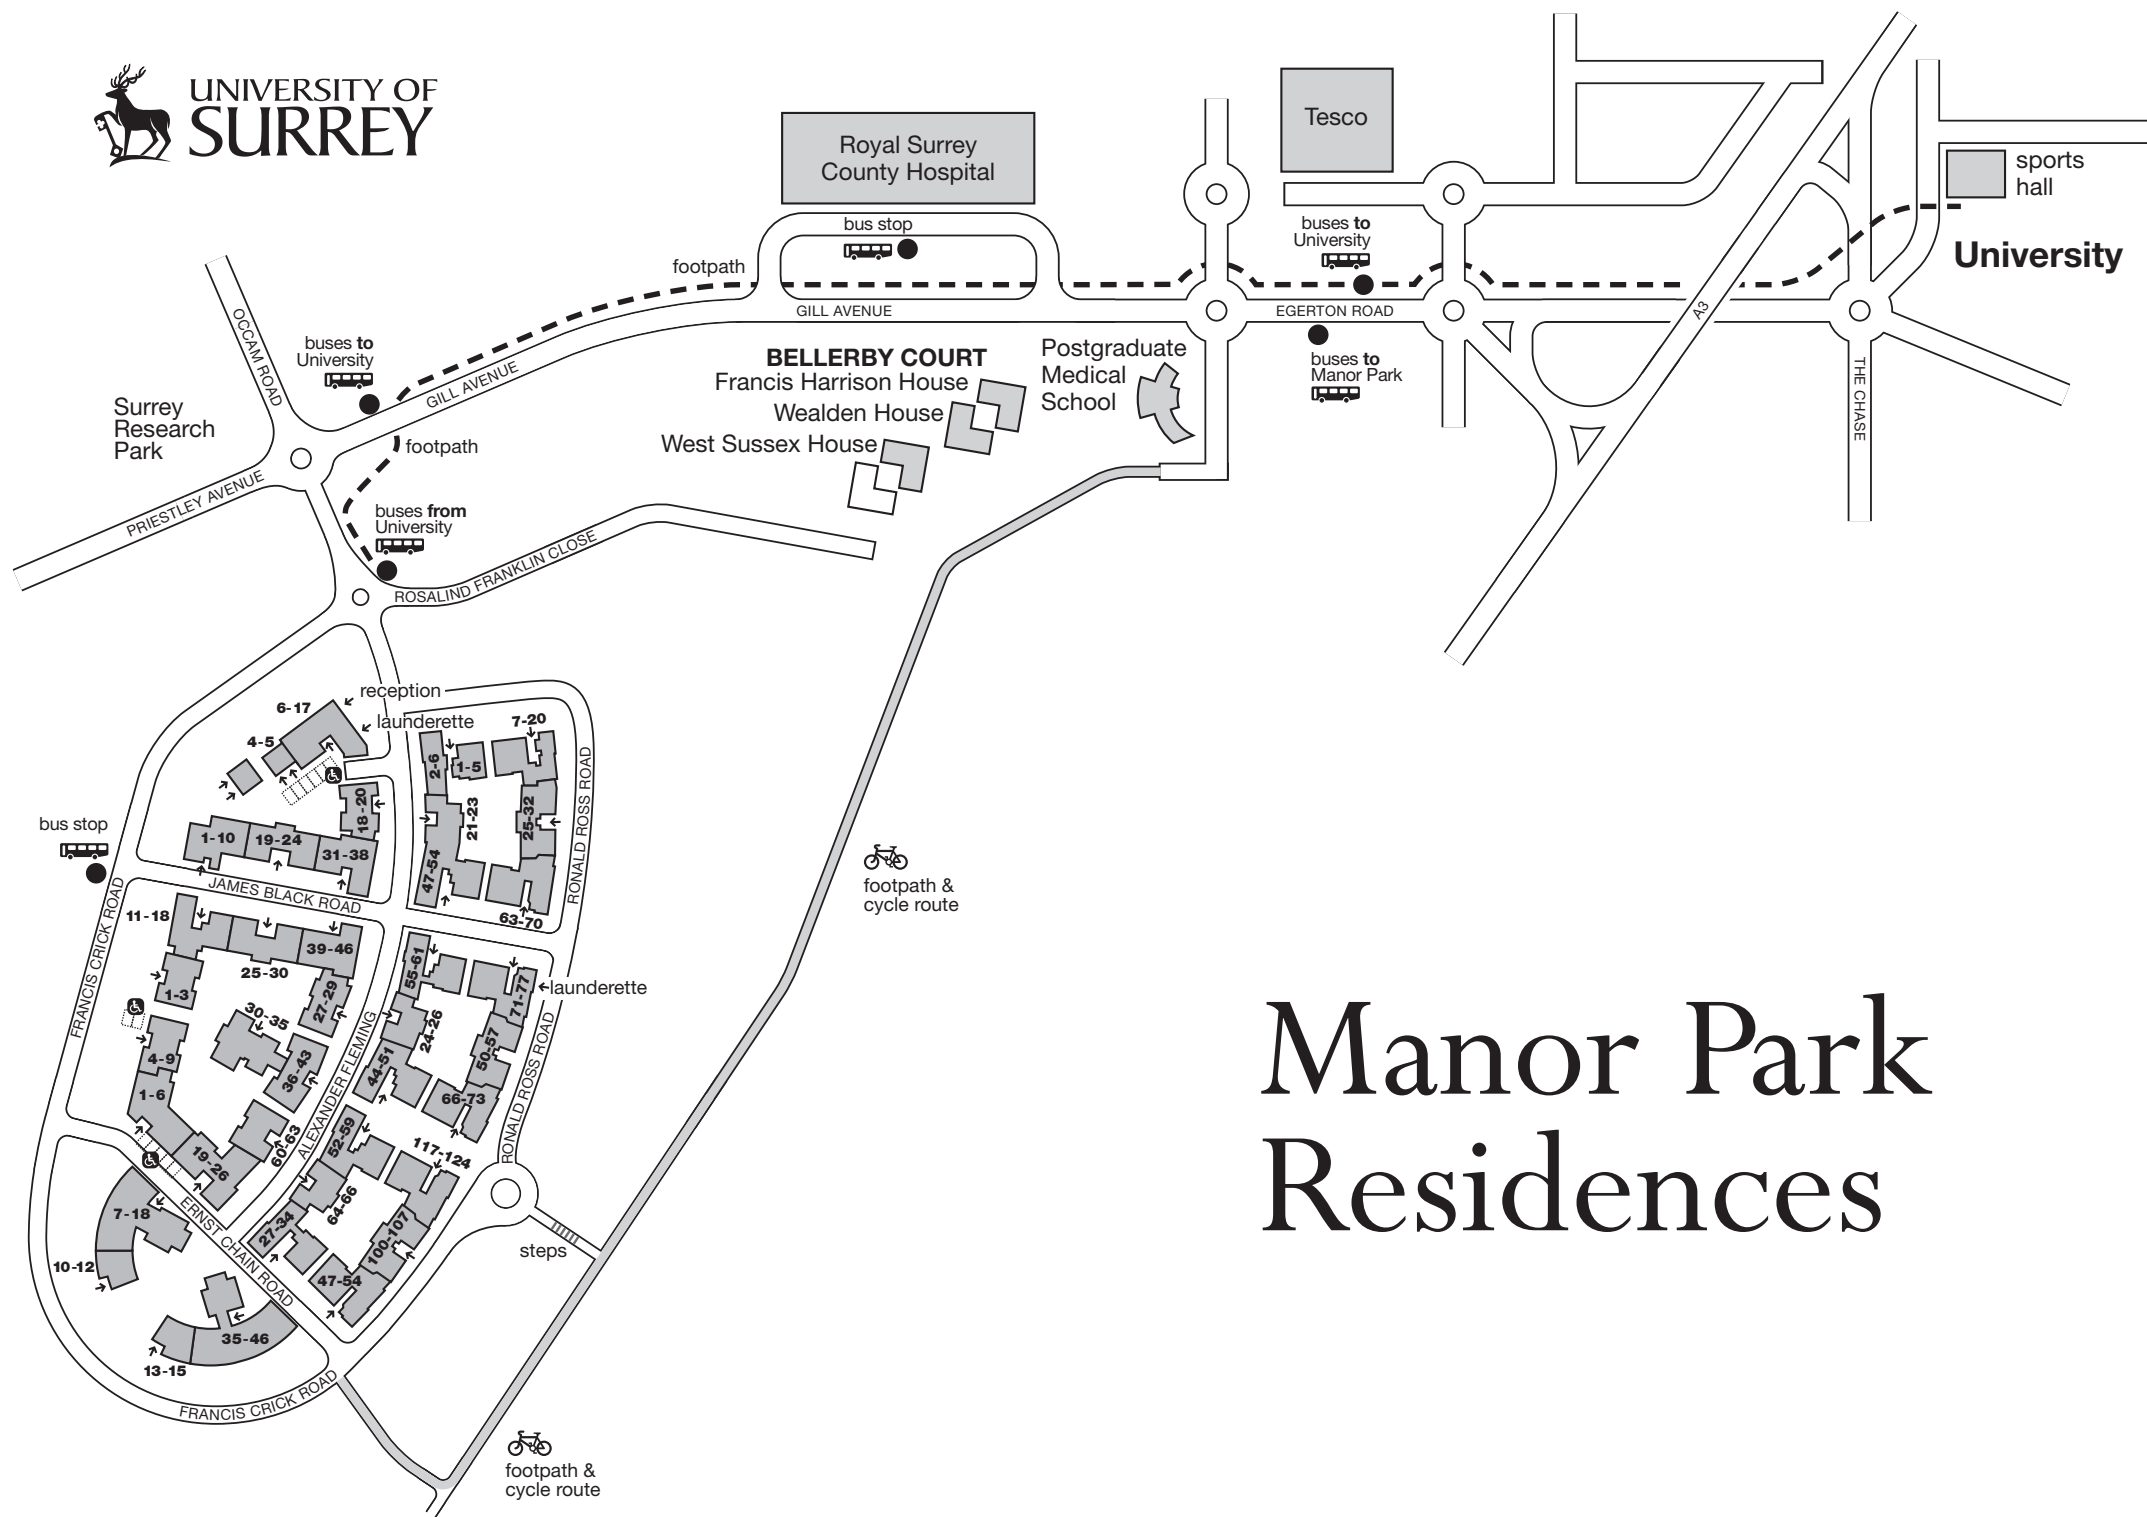 UNIVERSITY OF
SURREY
Royal Surrey
County Hospital
bus stop
Tesco
sports
hall
University
buses to
University
footpath
GILL AVENUE
EGERTON ROAD
A3
THE CHASE
buses to
Manor Park
OCCAM ROAD
buses to
University
GILL AVENUE
BELLERBY COURT
Francis Harrison House
Wealden House
West Sussex House
Postgraduate
Medical
School
Surrey
Research
Park
footpath
PRIESTLEY AVENUE
buses from
University
ROSALIND FRANKLIN CLOSE
reception
6-17
launderette
4-5
7-20
2-6
1-5
18-20
21-23
25-32
RONALD ROSS ROAD
bus stop
1-10
19-24
31-38
47-54
63-70
JAMES BLACK ROAD
FRANCIS CRICK ROAD
11-18
39-46
25-30
1-3
27-29
30-35
36-43
4-9
1-6
19-26
60-63
ALEXANDER FLEMING
55-61
71-77
launderette
24-26
50-57
44-51
66-73
RONALD ROSS ROAD
52-59
117-124
64-66
27-34
100-107
47-54
steps
7-18
10-12
ERNST CHAIN ROAD
35-46
13-15
FRANCIS CRICK ROAD
footpath &
cycle route
footpath &
cycle route
Manor Park
Residences